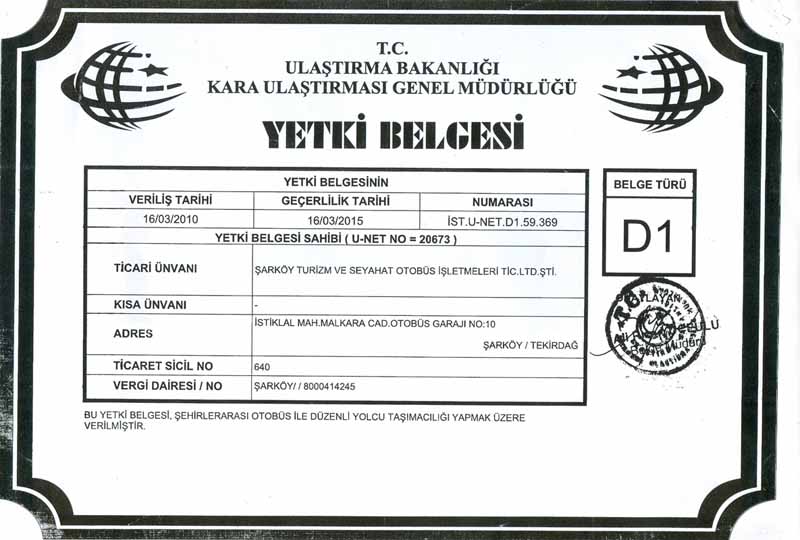 T.C.
ULAŞTIRMA BAKANLIĞI
KARA ULAŞTIRMASI GENEL MÜDÜRLÜĞÜ
YETKİ BELGESİ
YETKİ BELGESİNİN
VERİLİŞ TARİHİ GEÇERLİLİK TARİHİ NUMARASI
16/03/2010 16/03/2015 İST.U-NET.D1.59.369
YETKİ BELGESİ SAHİBİ ( U-NET NO = 20673 )
TİCARİ ÜNVANI ŞARKÖY TURİZM VE SEYAHAT OTOBÜS İŞLETMELERİ TİC.LTD.ŞTİ.
KISA ÜNVANI -
ADRES İSTİKLAL MAH.MALKARA CAD.OTOBÜS GARAJI NO:10
ŞARKÖY / TEKİRDAĞ
TİCARET SİCİL NO 640
VERGİ DAİRESİ / NO ŞARKÖY/ / 8000414245
BELGE TÜRÜ
D1
T.C.
BU YETKİ BELGESİ, ŞEHİRLERARASI OTOBÜS İLE DÜZENLİ YOLCU TAŞIMACILIĞI YAPMAK ÜZERE
VERİLMİŞTİR.